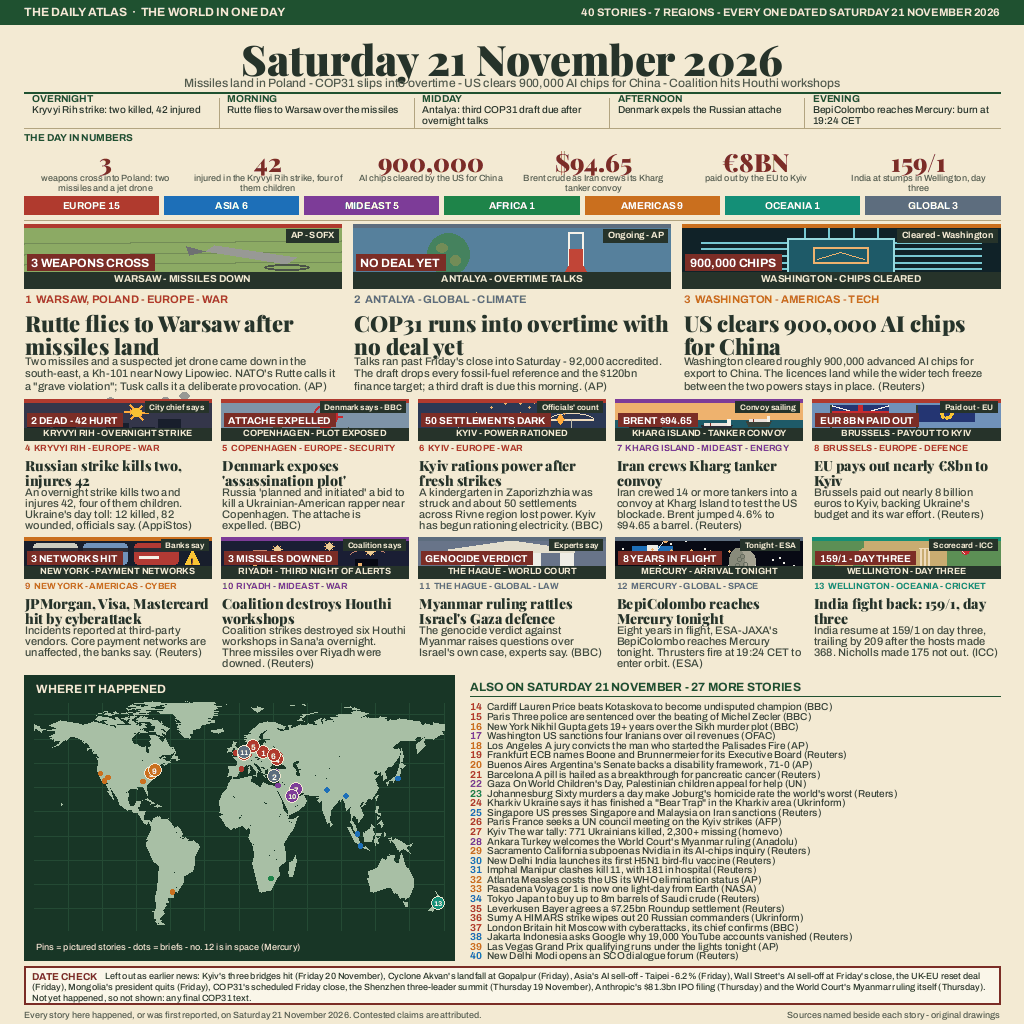 THE DAILY ATLAS · THE WORLD IN ONE DAY
40 STORIES - 7 REGIONS - EVERY ONE DATED SATURDAY 21 NOVEMBER 2026
Saturday 21 November 2026
Missiles land in Poland - COP31 slips into overtime - US clears 900,000 AI chips for China - Coalition hits Houthi workshops
OVERNIGHT
Kryvyi Rih strike: two killed, 42 injured
MORNING
Rutte flies to Warsaw over the missiles
MIDDAY
Antalya: third COP31 draft due after
overnight talks
AFTERNOON
Denmark expels the Russian attache
EVENING
BepiColombo reaches Mercury: burn at
19:24 CET
THE DAY IN NUMBERS
3
weapons cross into Poland: two
missiles and a jet drone
42
injured in the Kryvyi Rih strike, four of
them children
900,000
AI chips cleared by the US for China
$94.65
Brent crude as Iran crews its Kharg
tanker convoy
€8BN
paid out by the EU to Kyiv
159/1
India at stumps in Wellington, day
three
EUROPE 15
ASIA 6
MIDEAST 5
AFRICA 1
AMERICAS 9
OCEANIA 1
GLOBAL 3
AP - SOFX
3 WEAPONS CROSS
WARSAW - MISSILES DOWN
1 WARSAW, POLAND - EUROPE - WAR
Rutte flies to Warsaw after
missiles land
Two missiles and a suspected jet drone came down in the
south-east, a Kh-101 near Nowy Lipowiec. NATO's Rutte calls it
a "grave violation"; Tusk calls it a deliberate provocation. (AP)
Ongoing - AP
NO DEAL YET
ANTALYA - OVERTIME TALKS
2 ANTALYA - GLOBAL - CLIMATE
COP31 runs into overtime with
no deal yet
Talks ran past Friday's close into Saturday - 92,000 accredited.
The draft drops every fossil-fuel reference and the $120bn
finance target; a third draft is due this morning. (AP)
Cleared - Washington
900,000 CHIPS
WASHINGTON - CHIPS CLEARED
3 WASHINGTON - AMERICAS - TECH
US clears 900,000 AI chips
for China
Washington cleared roughly 900,000 advanced AI chips for
export to China. The licences land while the wider tech freeze
between the two powers stays in place. (Reuters)
City chief says
2 DEAD - 42 HURT
KRYVYI RIH - OVERNIGHT STRIKE
4 KRYVYI RIH - EUROPE - WAR
Russian strike kills two,
injures 42
An overnight strike kills two and
injures 42, four of them children.
Ukraine's day toll: 12 killed, 82
wounded, officials say. (AppiStos)
Denmark says - BBC
ATTACHE EXPELLED
COPENHAGEN - PLOT EXPOSED
5 COPENHAGEN - EUROPE - SECURITY
Denmark exposes
'assassination plot'
Russia 'planned and initiated' a bid to
kill a Ukrainian-American rapper near
Copenhagen. The attache is
expelled. (BBC)
Officials' count
50 SETTLEMENTS DARK
KYIV - POWER RATIONED
6 KYIV - EUROPE - WAR
Kyiv rations power after
fresh strikes
A kindergarten in Zaporizhzhia was
struck and about 50 settlements
across Rivne region lost power. Kyiv
has begun rationing electricity. (BBC)
Convoy sailing
BRENT $94.65
KHARG ISLAND - TANKER CONVOY
7 KHARG ISLAND - MIDEAST - ENERGY
Iran crews Kharg tanker
convoy
Iran crewed 14 or more tankers into a
convoy at Kharg Island to test the US
blockade. Brent jumped 4.6% to
$94.65 a barrel. (Reuters)
Paid out - EU
EUR 8BN PAID OUT
BRUSSELS - PAYOUT TO KYIV
8 BRUSSELS - EUROPE - DEFENCE
EU pays out nearly €8bn to
Kyiv
Brussels paid out nearly 8 billion
euros to Kyiv, backing Ukraine's
budget and its war effort. (Reuters)
Banks say
3 NETWORKS HIT
NEW YORK - PAYMENT NETWORKS
9 NEW YORK - AMERICAS - CYBER
JPMorgan, Visa, Mastercard
hit by cyberattack
Incidents reported at third-party
vendors. Core payment networks are
unaffected, the banks say. (Reuters)
Coalition says
3 MISSILES DOWNED
RIYADH - THIRD NIGHT OF ALERTS
10 RIYADH - MIDEAST - WAR
Coalition destroys Houthi
workshops
Coalition strikes destroyed six Houthi
workshops in Sana'a overnight.
Three missiles over Riyadh were
downed. (Reuters)
Experts say
GENOCIDE VERDICT
THE HAGUE - WORLD COURT
11 THE HAGUE - GLOBAL - LAW
Myanmar ruling rattles
Israel's Gaza defence
The genocide verdict against
Myanmar raises questions over
Israel's own case, experts say. (BBC)
Tonight - ESA
8 YEARS IN FLIGHT
MERCURY - ARRIVAL TONIGHT
12 MERCURY - GLOBAL - SPACE
BepiColombo reaches
Mercury tonight
Eight years in flight, ESA-JAXA's
BepiColombo reaches Mercury
tonight. Thrusters fire at 19:24 CET to
enter orbit. (ESA)
Scorecard - ICC
159/1 - DAY THREE
WELLINGTON - DAY THREE
13 WELLINGTON - OCEANIA - CRICKET
India fight back: 159/1, day
three
India resume at 159/1 on day three,
trailing by 209 after the hosts made
368. Nicholls made 175 not out. (ICC)
WHERE IT HAPPENED
11
5
1
6
9
2
7
10
13
Pins = pictured stories - dots = briefs - no. 12 is in space (Mercury)
ALSO ON SATURDAY 21 NOVEMBER - 27 MORE STORIES
14 Cardiff Lauren Price beats Kotaskova to become undisputed champion (BBC)
15 Paris Three police are sentenced over the beating of Michel Zecler (BBC)
16 New York Nikhil Gupta gets 19+ years over the Sikh murder plot (BBC)
17 Washington US sanctions four Iranians over oil revenues (OFAC)
18 Los Angeles A jury convicts the man who started the Palisades Fire (AP)
19 Frankfurt ECB names Boone and Brunnermeier for its Executive Board (Reuters)
20 Buenos Aires Argentina's Senate backs a disability framework, 71-0 (AP)
21 Barcelona A pill is hailed as a breakthrough for pancreatic cancer (Reuters)
22 Gaza On World Children's Day, Palestinian children appeal for help (UN)
23 Johannesburg Sixty murders a day make Joburg's homicide rate the world's worst (Reuters)
24 Kharkiv Ukraine says it has finished a "Bear Trap" in the Kharkiv area (Ukrinform)
25 Singapore US presses Singapore and Malaysia on Iran sanctions (Reuters)
26 Paris France seeks a UN council meeting on the Kyiv strikes (AFP)
27 Kyiv The war tally: 771 Ukrainians killed, 2,300+ missing (homevo)
28 Ankara Turkey welcomes the World Court's Myanmar ruling (Anadolu)
29 Sacramento California subpoenas Nvidia in its AI-chips inquiry (Reuters)
30 New Delhi India launches its first H5N1 bird-flu vaccine (Reuters)
31 Imphal Manipur clashes kill 11, with 181 in hospital (Reuters)
32 Atlanta Measles costs the US its WHO elimination status (AP)
33 Pasadena Voyager 1 is now one light-day from Earth (NASA)
34 Tokyo Japan to buy up to 8m barrels of Saudi crude (Reuters)
35 Leverkusen Bayer agrees a $7.25bn Roundup settlement (Reuters)
36 Sumy A HIMARS strike wipes out 20 Russian commanders (Ukrinform)
37 London Britain hit Moscow with cyberattacks, its chief confirms (BBC)
38 Jakarta Indonesia asks Google why 19,000 YouTube accounts vanished (Reuters)
39 Las Vegas Grand Prix qualifying runs under the lights tonight (AP)
40 New Delhi Modi opens an SCO dialogue forum (Reuters)
DATE CHECK Left out as earlier news: Kyiv's three bridges hit (Friday 20 November), Cyclone Akvan's landfall at Gopalpur (Friday), Asia's AI sell-off - Taipei -6.2% (Friday), Wall Street's AI sell-off at Friday's close, the UK-EU reset deal
(Friday), Mongolia's president quits (Friday), COP31's scheduled Friday close, the Shenzhen three-leader summit (Thursday 19 November), Anthropic's $81.3bn IPO filing (Thursday) and the World Court's Myanmar ruling itself (Thursday).
Not yet happened, so not shown: any final COP31 text.
Every story here happened, or was first reported, on Saturday 21 November 2026. Contested claims are attributed.
Sources named beside each story - original drawings